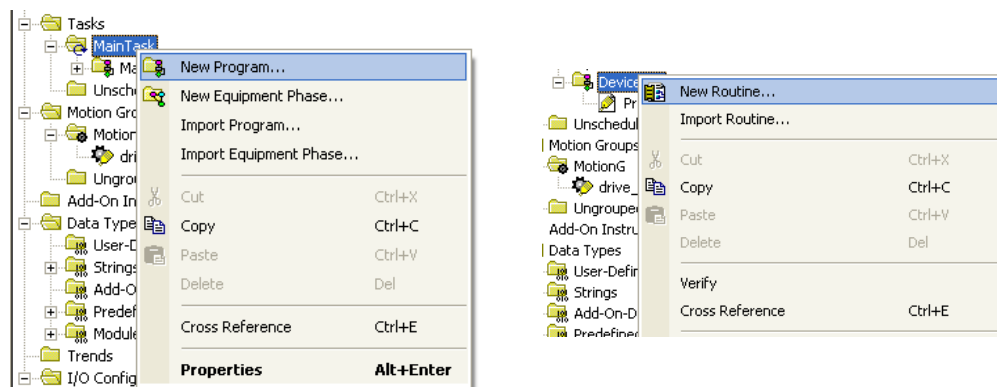 Tasks
MainTask
Ma
Unsch
Motion Gro
Motion
dri
Ungrou
Add-On In
Data Type
User-D
Strings
Add-O
Predef
Module
Trends
I/O Config
New Program...
New Equipment Phase...
Import Program...
Import Equipment Phase...
Cut Ctrl+X
Copy Ctrl+C
Paste Ctrl+V
Delete Del
Cross Reference Ctrl+E
Properties Alt+Enter
Device
Pr
Unschedul
Motion Groups
MotionG
drive_
Ungrouped
Add-On Instru
Data Types
User-Defin
Strings
Add-On-D
Predefined
New Routine...
Import Routine...
Cut Ctrl+X
Copy Ctrl+C
Paste Ctrl+V
Delete Del
Verify
Cross Reference Ctrl+E